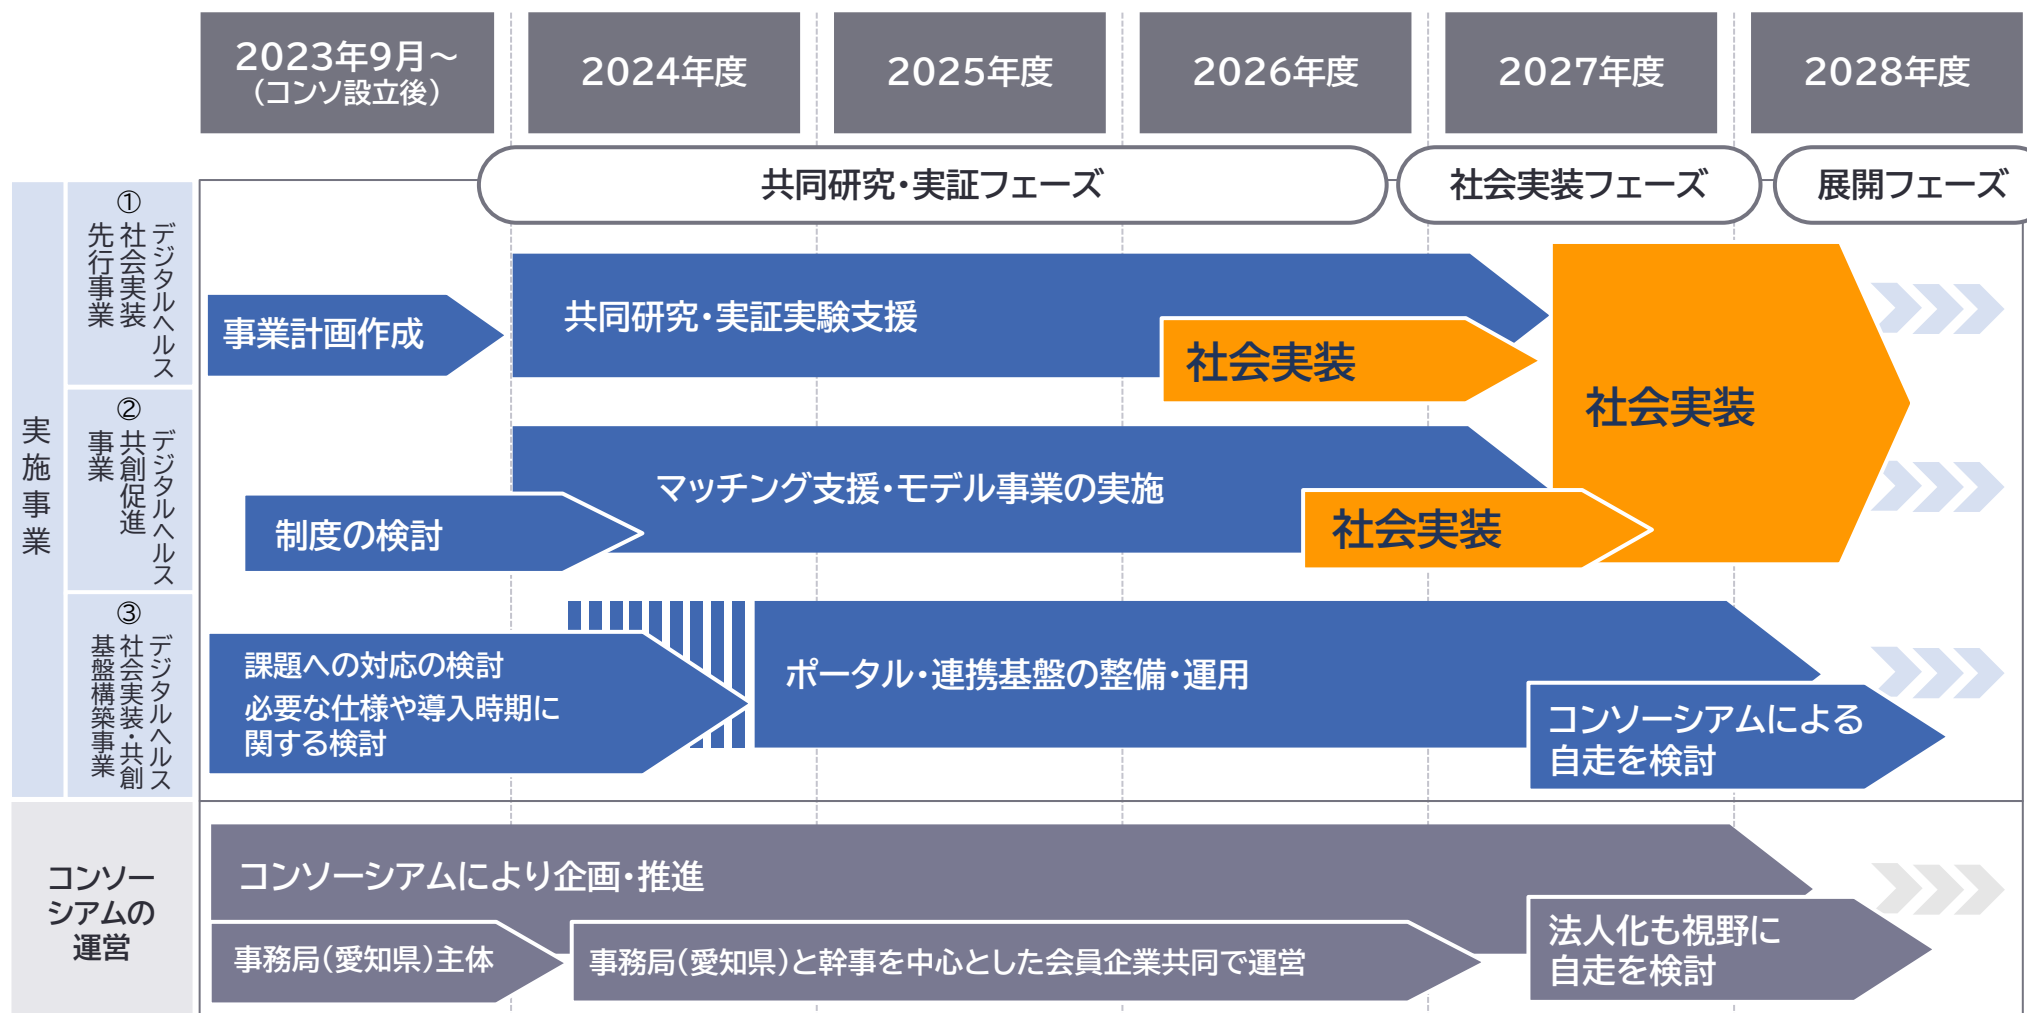 2023年9月～
（コンソ設立後）
2024年度
2025年度
2026年度
2027年度
2028年度
共同研究・実証フェーズ
社会実装フェーズ
展開フェーズ
実施事業
①
デジタルヘルス
社会実装
先行事業
事業計画作成
共同研究・実証実験支援
社会実装
社会実装
②
デジタルヘルス
共創促進
事業
制度の検討
マッチング支援・モデル事業の実施
社会実装
③
デジタルヘルス
社会実装・共創
基盤構築事業
課題への対応の検討
必要な仕様や導入時期に
関する検討
ポータル・連携基盤の整備・運用
コンソーシアムによる
自走を検討
コンソー
シアムの
運営
コンソーシアムにより企画・推進
事務局（愛知県）主体
事務局（愛知県）と幹事を中心とした会員企業共同で運営
法人化も視野に
自走を検討